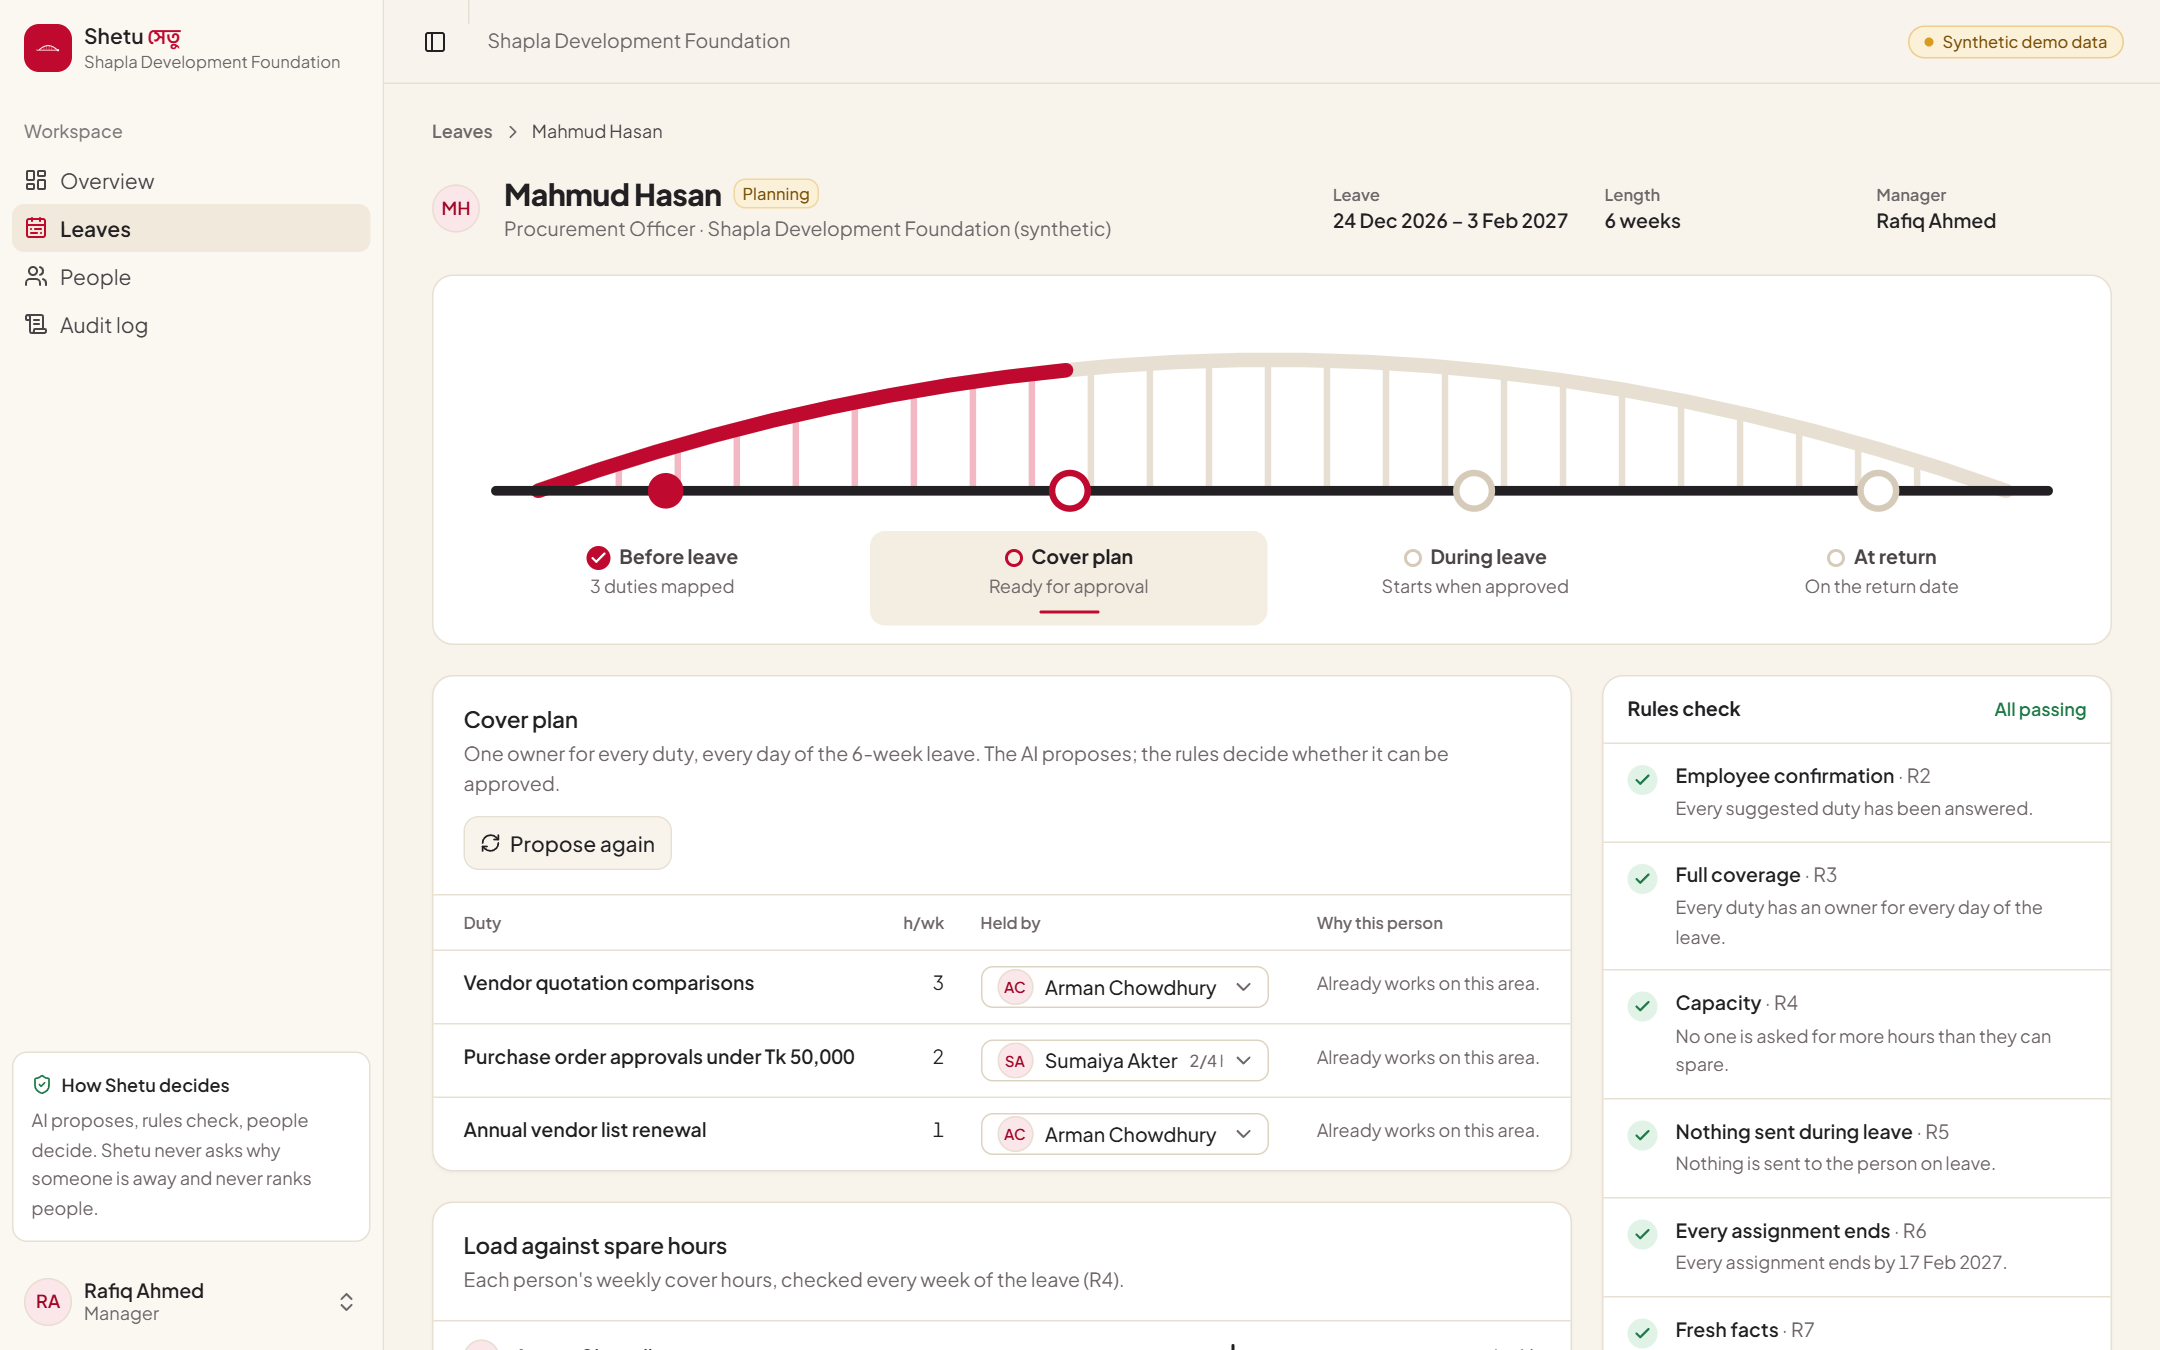 Shetu সেতু
Shapla Development Foundation
Workspace
Overview
Leaves
People
Audit log
How Shetu decides
AI proposes, rules check, people
decide. Shetu never asks why
someone is away and never ranks
people.
RA
Rafiq Ahmed
Manager
Shapla Development Foundation
Synthetic demo data
Leaves > Mahmud Hasan
MH
Mahmud Hasan
Planning
Procurement Officer · Shapla Development Foundation (synthetic)
Leave
24 Dec 2026 – 3 Feb 2027
Length
6 weeks
Manager
Rafiq Ahmed
Before leave
3 duties mapped
Cover plan
Ready for approval
During leave
Starts when approved
At return
On the return date
Cover plan
One owner for every duty, every day of the 6-week leave. The AI proposes; the rules decide whether it can be
approved.
Propose again
Duty h/wk Held by Why this person
Vendor quotation comparisons 3 AC Arman Chowdhury Already works on this area.
Purchase order approvals under Tk 50,000 2 SA Sumaiya Akter 2/4 Already works on this area.
Annual vendor list renewal 1 AC Arman Chowdhury Already works on this area.
Load against spare hours
Each person's weekly cover hours, checked every week of the leave (R4).
Rules check
All passing
Employee confirmation · R2
Every suggested duty has been answered.
Full coverage · R3
Every duty has an owner for every day of the
leave.
Capacity · R4
No one is asked for more hours than they can
spare.
Nothing sent during leave · R5
Nothing is sent to the person on leave.
Every assignment ends · R6
Every assignment ends by 17 Feb 2027.
Fresh facts · R7